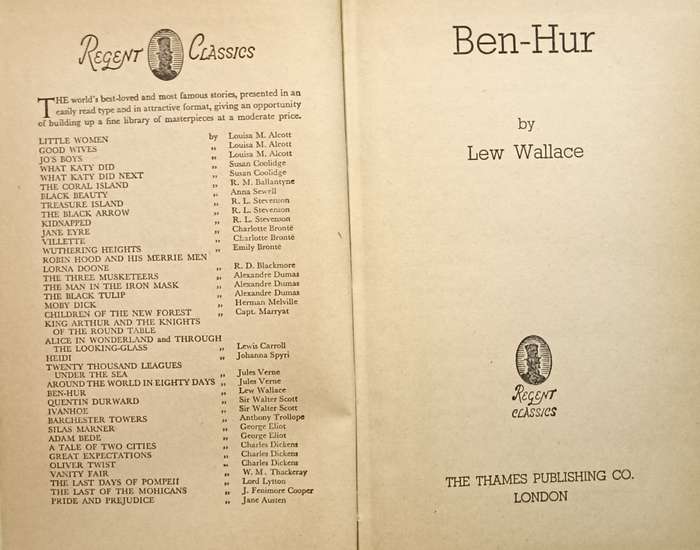 REGENT CLASSICS
THE world's best-loved and most famous stories, presented in an
easily read type and in attractive format, giving an opportunity
of building up a fine library of masterpieces at a moderate price.
LITTLE WOMEN by Louisa M. Alcott
GOOD WIVES „ Louisa M. Alcott
JO'S BOYS „ Louisa M. Alcott
WHAT KATY DID „ Susan Coolidge
WHAT KATY DID NEXT „ Susan Coolidge
THE CORAL ISLAND „ R. M. Ballantyne
BLACK BEAUTY „ Anna Sewell
TREASURE ISLAND „ R. L. Stevenson
THE BLACK ARROW „ R. L. Stevenson
KIDNAPPED „ R. L. Stevenson
JANE EYRE „ Charlotte Brontë
VILLETTE „ Charlotte Brontë
WUTHERING HEIGHTS „ Emily Brontë
ROBIN HOOD AND HIS MERRIE MEN
LORNA DOONE „ R. D. Blackmore
THE THREE MUSKETEERS „ Alexandre Dumas
THE MAN IN THE IRON MASK „ Alexandre Dumas
THE BLACK TULIP „ Alexandre Dumas
MOBY DICK „ Herman Melville
CHILDREN OF THE NEW FOREST „ Capt. Marryat
KING ARTHUR AND THE KNIGHTS
OF THE ROUND TABLE
ALICE IN WONDERLAND and THROUGH
THE LOOKING-GLASS „ Lewis Carroll
HEIDI „ Johanna Spyri
TWENTY THOUSAND LEAGUES
UNDER THE SEA „ Jules Verne
AROUND THE WORLD IN EIGHTY DAYS „ Jules Verne
BEN-HUR „ Lew Wallace
QUENTIN DURWARD „ Sir Walter Scott
IVANHOE „ Sir Walter Scott
BARCHESTER TOWERS „ Anthony Trollope
SILAS MARNER „ George Eliot
ADAM BEDE „ George Eliot
A TALE OF TWO CITIES „ Charles Dickens
GREAT EXPECTATIONS „ Charles Dickens
OLIVER TWIST „ Charles Dickens
VANITY FAIR „ W. M. Thackeray
THE LAST DAYS OF POMPEII „ Lord Lytton
THE LAST OF THE MOHICANS „ J. Fenimore Cooper
PRIDE AND PREJUDICE „ Jane Austen
Ben-Hur
by
Lew Wallace
REGENT
CLASSICS
THE THAMES PUBLISHING CO.
LONDON